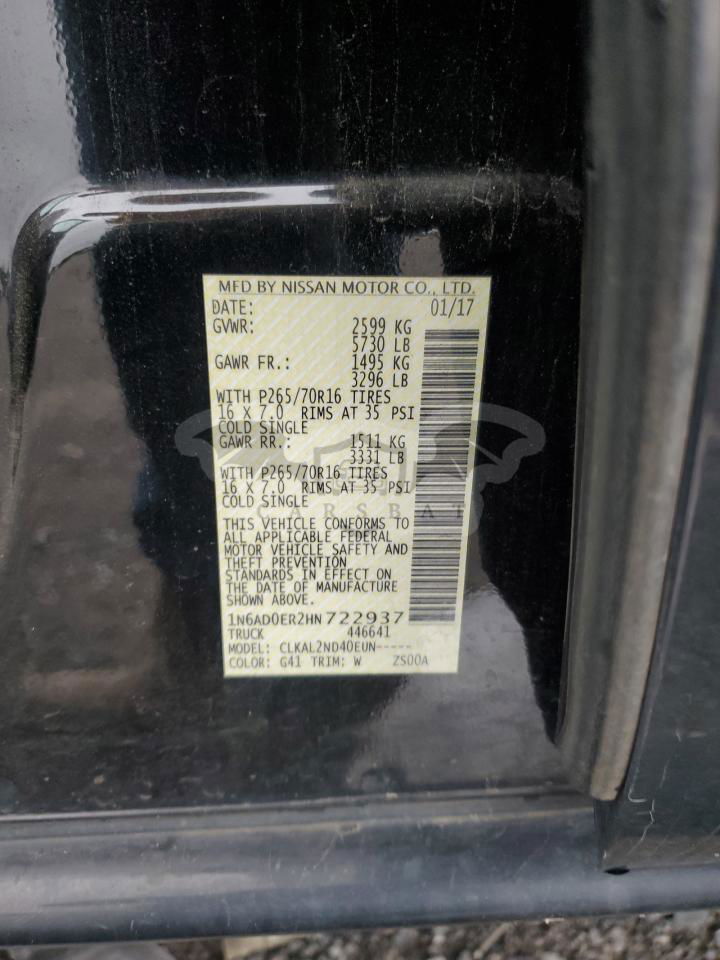 MFD BY NISSAN MOTOR CO., LTD.
DATE: 01/17
GVWR: 2599 KG
5730 LB
GAWR FR.: 1495 KG
3296 LB
WITH P265/70R16 TIRES
16 X 7.0 RIMS AT 35 PSI
COLD SINGLE
GAWR RR.: 1511 KG
3331 LB
WITH P265/70R16 TIRES
16 X 7.0 RIMS AT 35 PSI
COLD SINGLE
CARSBAT
THIS VEHICLE CONFORMS TO
ALL APPLICABLE FEDERAL
MOTOR VEHICLE SAFETY AND
THEFT PREVENTION
STANDARDS IN EFFECT ON
THE DATE OF MANUFACTURE
SHOWN ABOVE.
1N6AD0ER2HN722937
TRUCK 446641
MODEL: CLKAL2ND40EUN-----
COLOR: G41 TRIM: W ZS00A